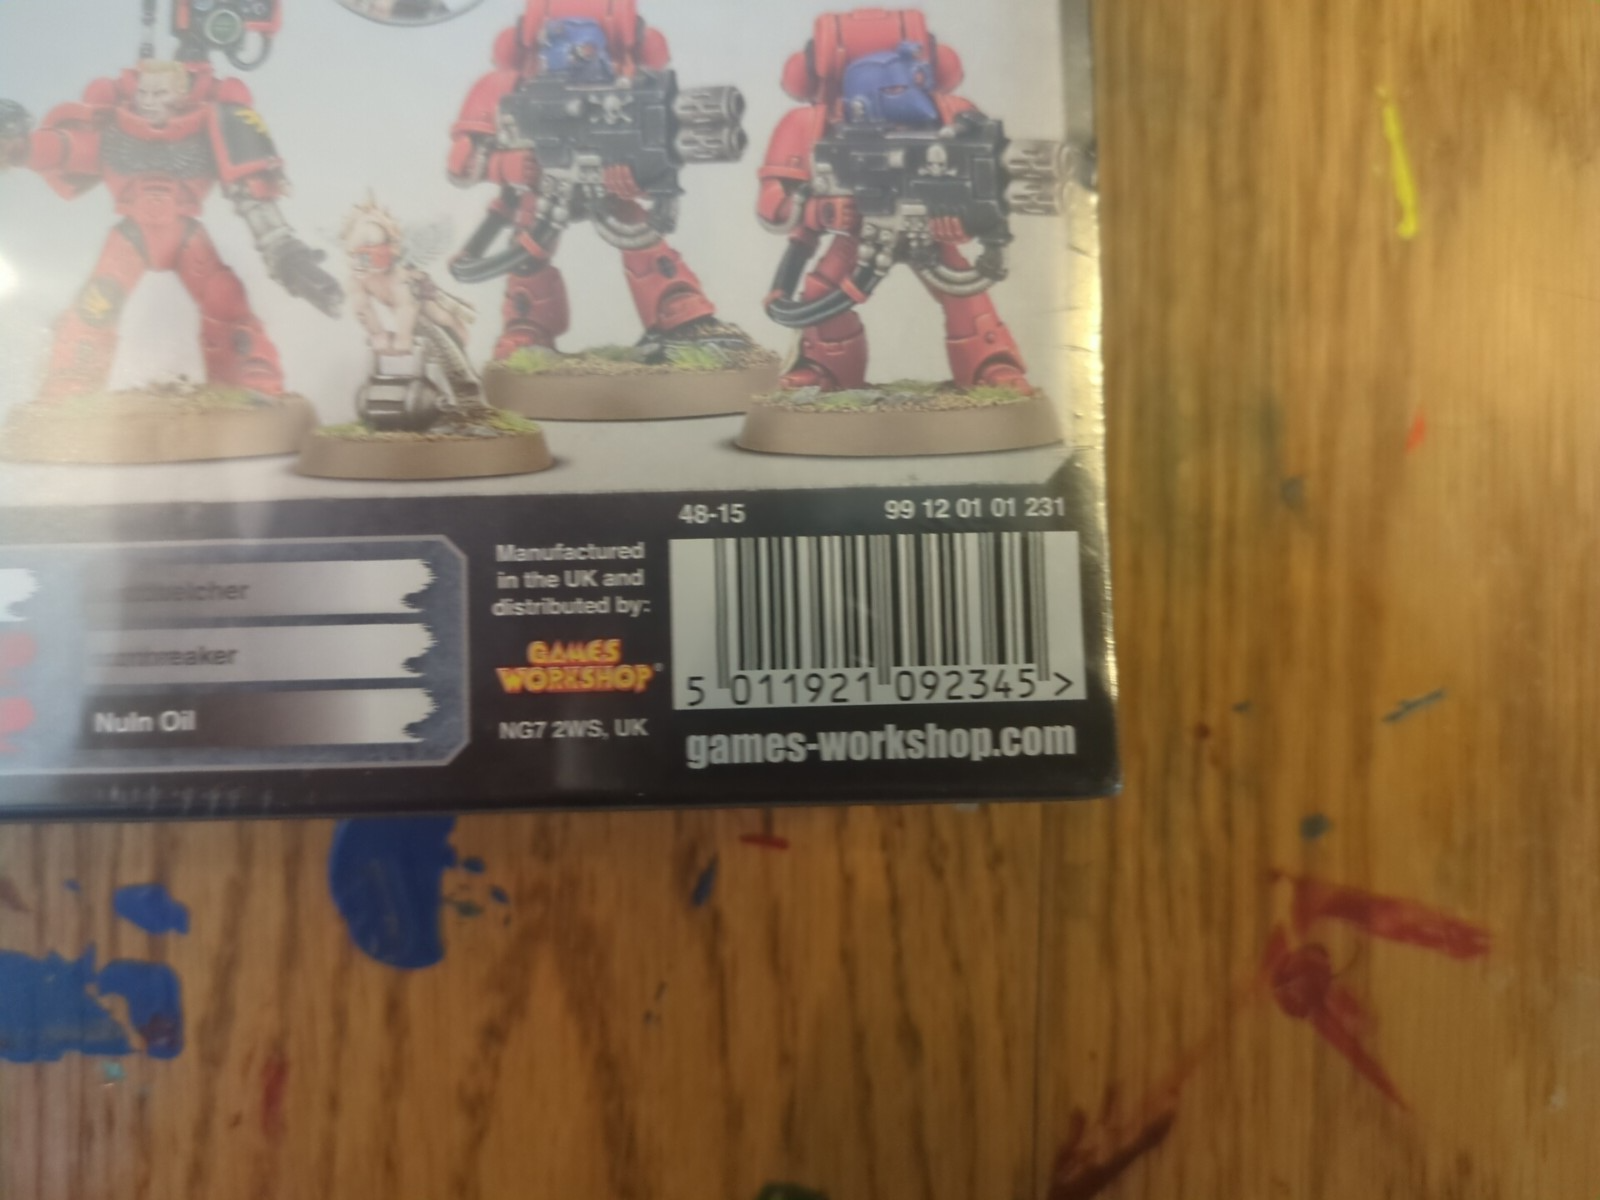 48-15
99 12 01 01 231
Manufactured
in the UK and
distributed by:
GAMES
WORKSHOP®
NG7 2WS, UK
Nuln Oil
5 011921 092345 >
games-workshop.com